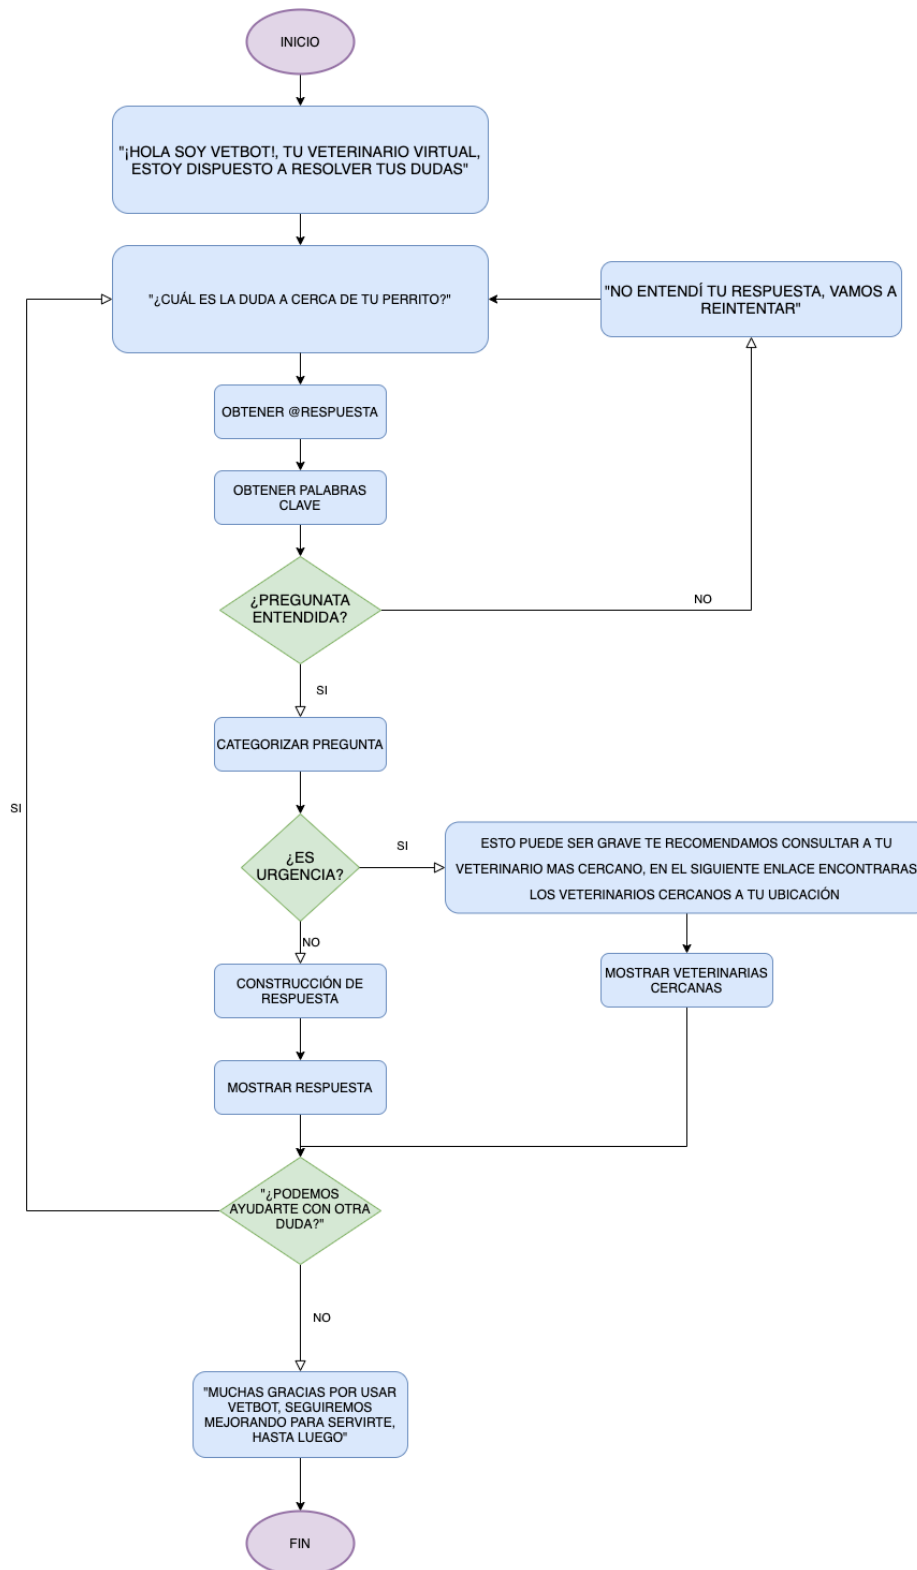 INICIO
"¡HOLA SOY VETBOT!, TU VETERINARIO VIRTUAL,
ESTOY DISPUESTO A RESOLVER TUS DUDAS"
"¿CUÁL ES LA DUDA A CERCA DE TU PERRITO?"
"NO ENTENDÍ TU RESPUESTA, VAMOS A
REINTENTAR"
OBTENER @RESPUESTA
OBTENER PALABRAS
CLAVE
¿PREGUNATA
ENTENDIDA?
NO
SI
CATEGORIZAR PREGUNTA
SI
¿ES
URGENCIA?
SI
ESTO PUEDE SER GRAVE TE RECOMENDAMOS CONSULTAR A TU
VETERINARIO MAS CERCANO, EN EL SIGUIENTE ENLACE ENCONTRARAS
LOS VETERINARIOS CERCANOS A TU UBICACIÓN
NO
CONSTRUCCIÓN DE
RESPUESTA
MOSTRAR VETERINARIAS
CERCANAS
MOSTRAR RESPUESTA
"¿PODEMOS
AYUDARTE CON OTRA
DUDA?"
NO
"MUCHAS GRACIAS POR USAR
VETBOT, SEGUIREMOS
MEJORANDO PARA SERVIRTE,
HASTA LUEGO"
FIN